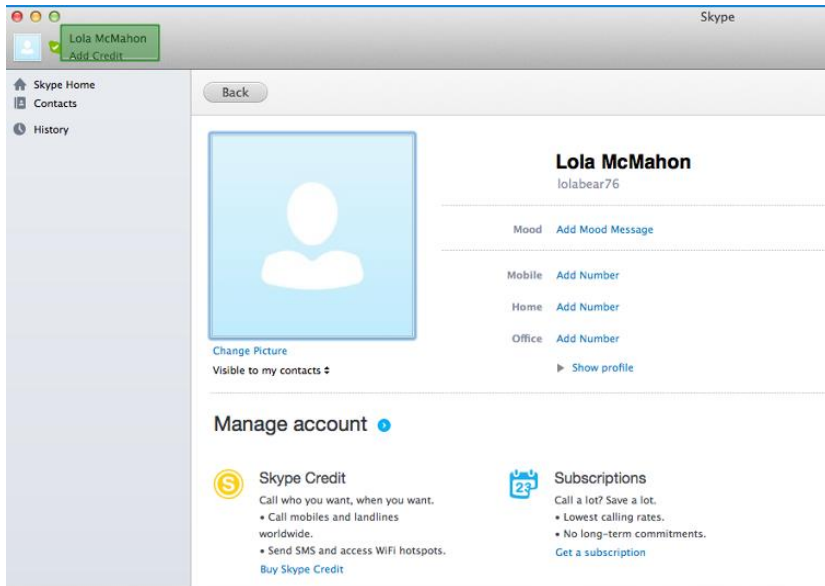 Skype
Lola McMahon
Add Credit
Skype Home
Contacts
History
Back
Lola McMahon
lolabear76
Mood Add Mood Message
Mobile Add Number
Home Add Number
Office Add Number
Show profile
Change Picture
Visible to my contacts
Manage account
Skype Credit
Call who you want, when you want.
• Call mobiles and landlines
worldwide.
• Send SMS and access WiFi hotspots.
Buy Skype Credit
23
Subscriptions
Call a lot? Save a lot.
• Lowest calling rates.
• No long-term commitments.
Get a subscription